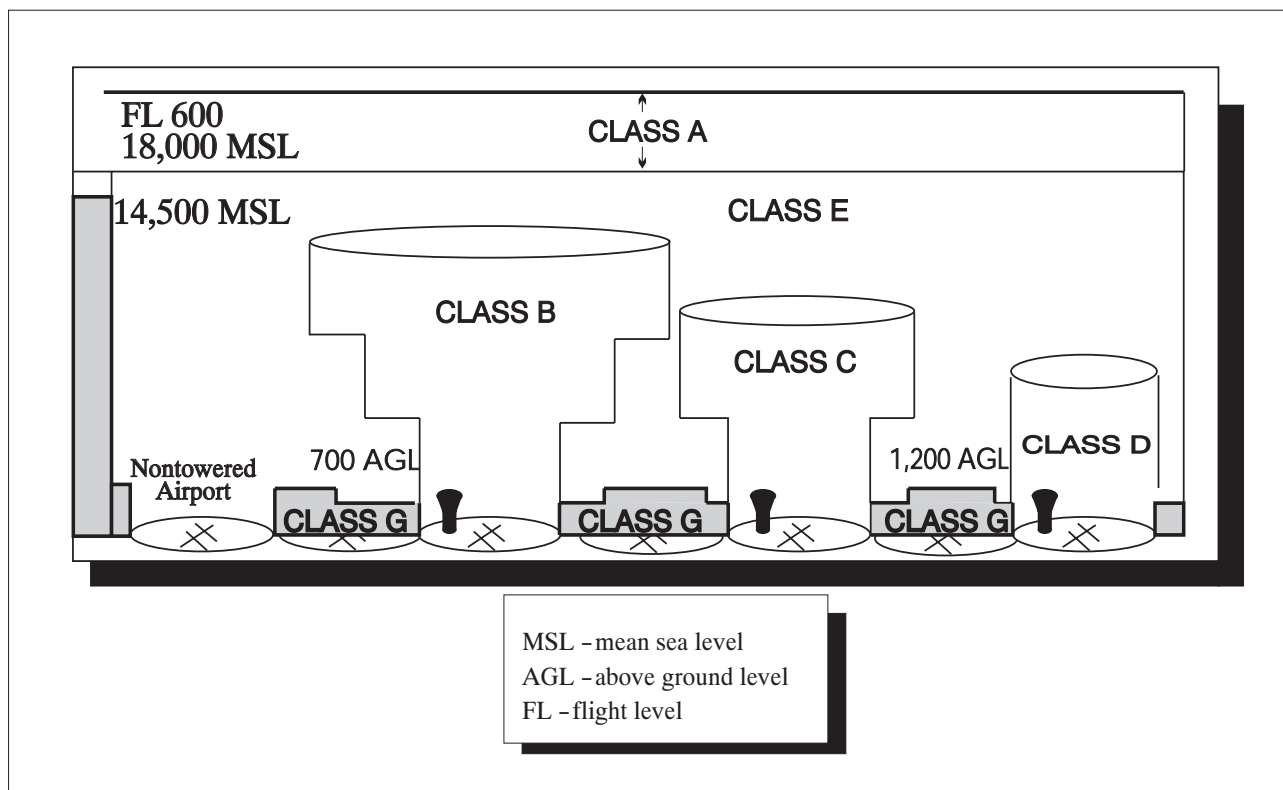 FL 600
18,000 MSL
CLASS A
14,500 MSL
CLASS E
CLASS B
CLASS C
CLASS D
Nontowered
Airport
700 AGL
1,200 AGL
CLASS G
CLASS G
CLASS G
MSL – mean sea level
AGL – above ground level
FL – flight level